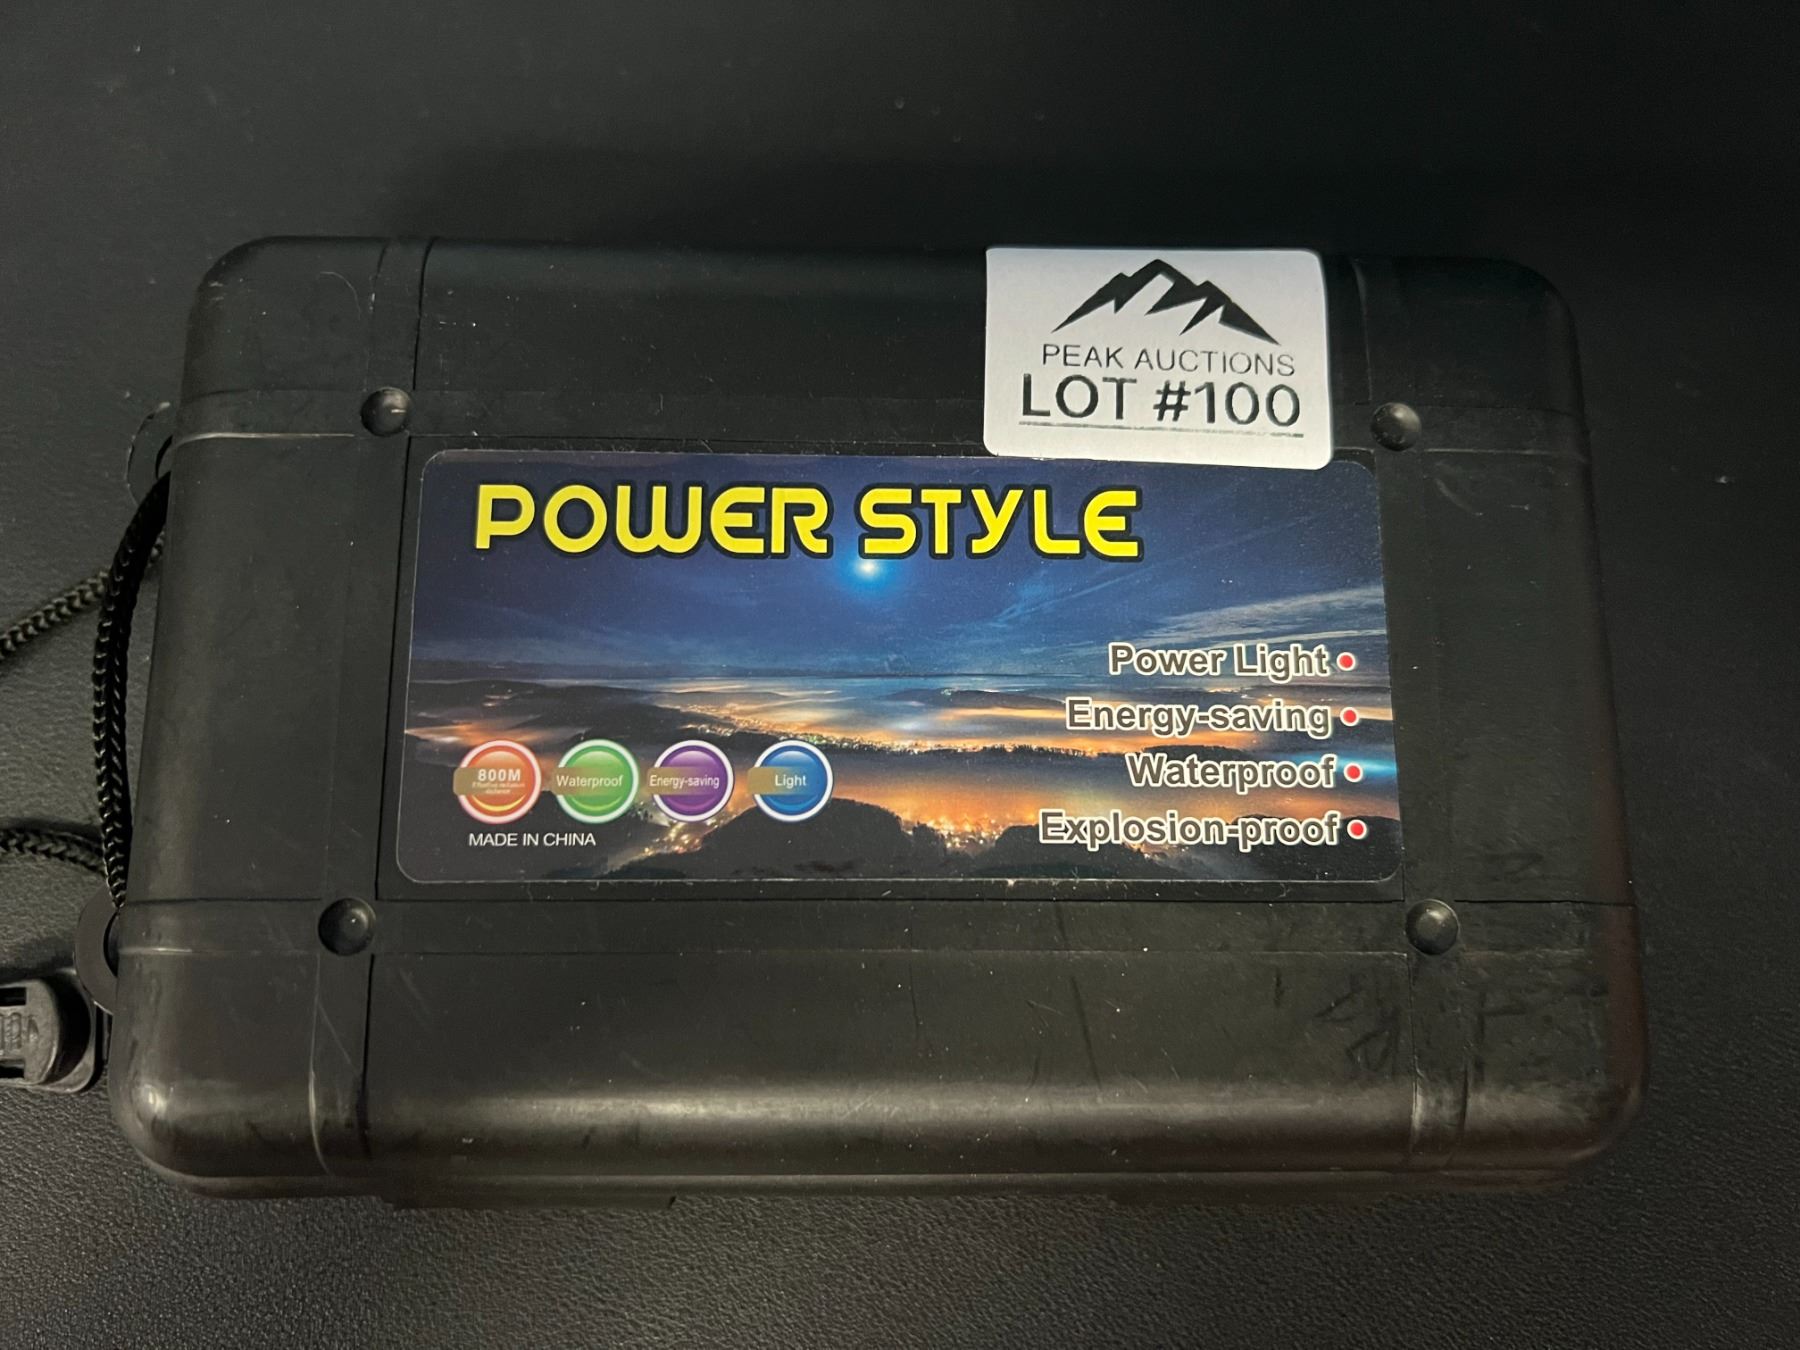 PEAK AUCTIONS
LOT #100
POWER STYLE
Power Light
Energy-saving
Waterproof
Explosion-proof
800M
Waterproof
Energy-saving
Light
MADE IN CHINA